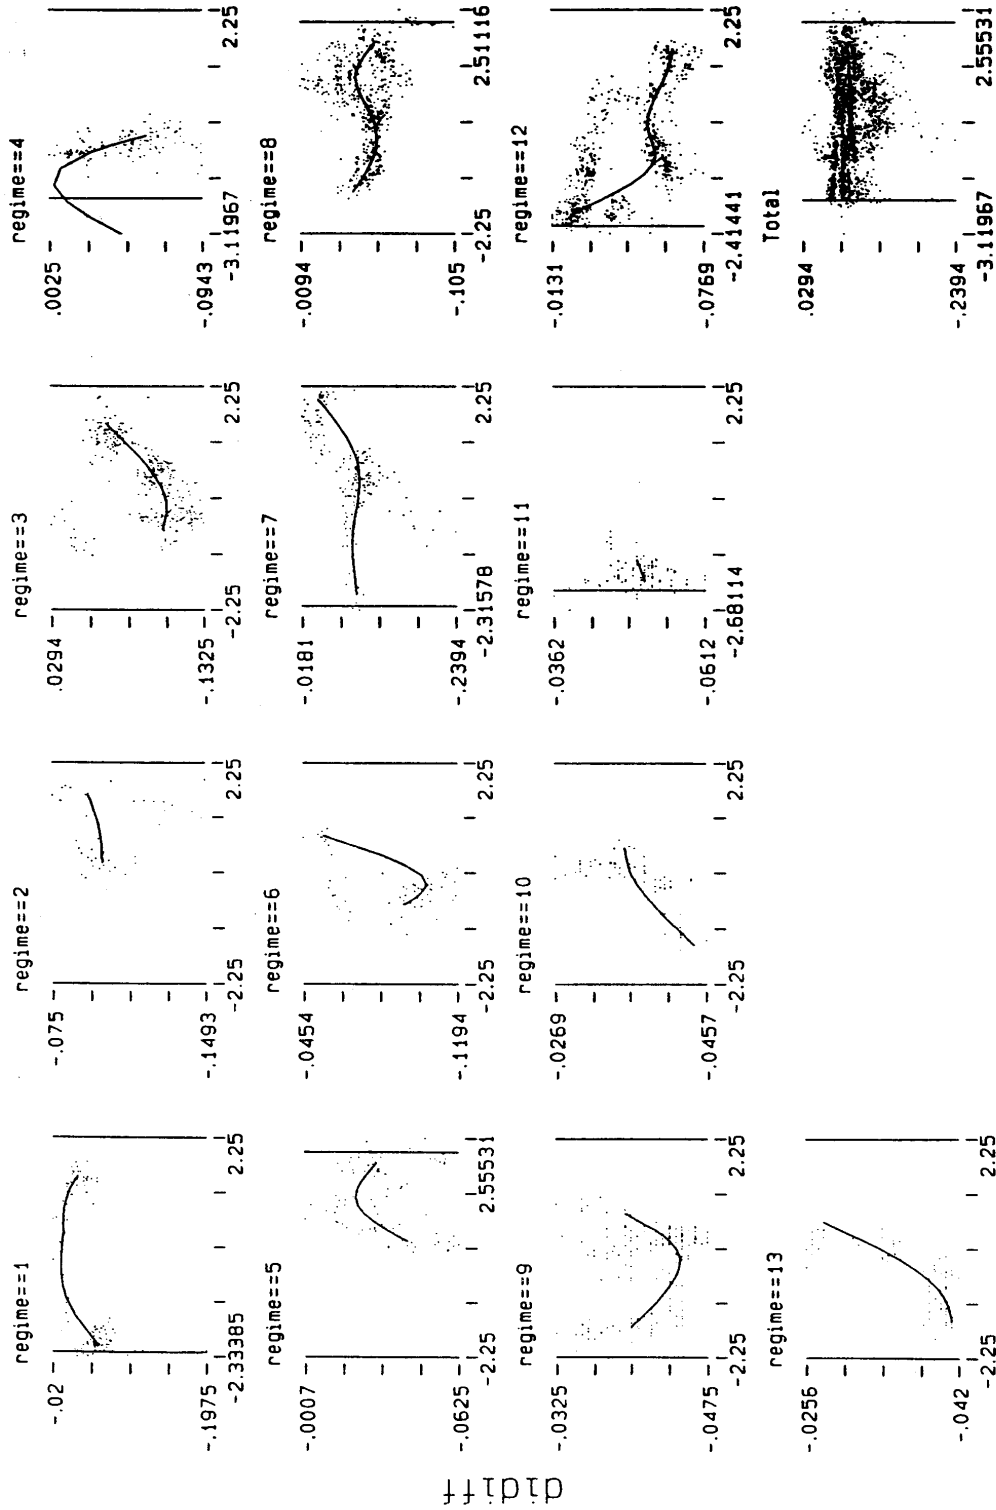 didiff
regime==1
-.02
-.1975
-2.33385 2.25
regime==2
-.075
-.1493
-2.25 2.25
regime==3
.0294
-.1325
-2.25 2.25
regime==4
.0025
-.0943
-3.11967 2.25
regime==5
-.0007
-.0625
-2.25 2.55531
regime==6
-.0454
-.1194
-2.25 2.25
regime==7
-.0181
-.2394
-2.31578 2.25
regime==8
-.0094
-.105
-2.25 2.51116
regime==9
-.0325
-.0475
-2.25 2.25
regime==10
-.0269
-.0457
-2.25 2.25
regime==11
-.0362
-.0612
-2.68114 2.25
regime==12
-.0131
-.0769
-2.41441 2.25
regime==13
-.0256
-.042
-2.25 2.25
Total
.0294
-.2394
-3.11967 2.55531